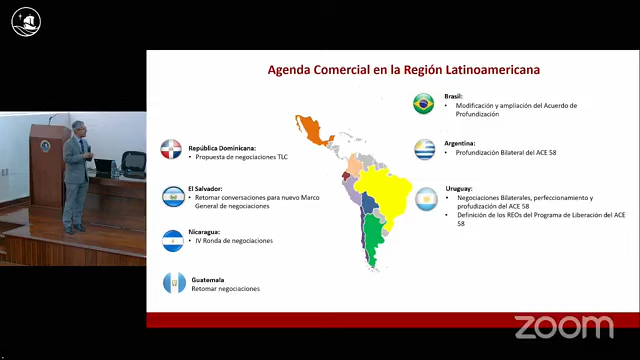 Agenda Comercial en la Región Latinoamericana
República Dominicana:
• Propuesta de negociaciones TLC
El Salvador:
• Retomar conversaciones para nuevo Marco
General de negociaciones
Nicaragua:
• IV Ronda de negociaciones
Guatemala
Retomar negociaciones
Brasil:
• Modificación y ampliación del Acuerdo de
Profundización
Argentina:
• Profundización Bilateral del ACE 58
Uruguay:
• Negociaciones Bilaterales, perfeccionamiento y
profudización del ACE 58
• Definición de los REOs del Programa de Liberación del ACE
58
zoom